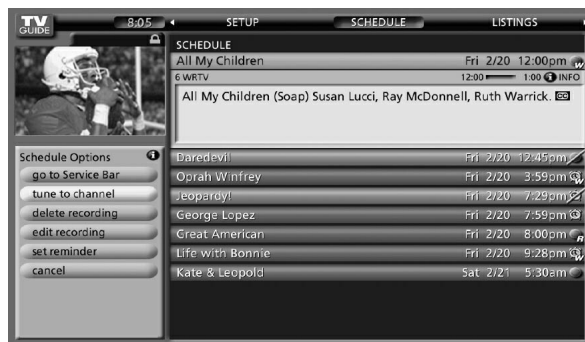 TV
GUIDE
8:05
SETUP SCHEDULE LISTINGS
SCHEDULE
All My Children Fri 2/20 12:00pm W
6 WRTV 12:00 1:00 i INFO
All My Children (Soap) Susan Lucci, Ray McDonnell, Ruth Warrick. CC
Schedule Options i
go to Service Bar
tune to channel
delete recording
edit recording
set reminder
cancel
Daredevil Fri 2/20 12:45pm
Oprah Winfrey Fri 2/20 3:59pm W
Jeopardy! Fri 2/20 7:29pm
George Lopez Fri 2/20 7:59pm
Great American Fri 2/20 8:00pm R
Life with Bonnie Fri 2/20 9:28pm W
Kate & Leopold Sat 2/21 5:30am